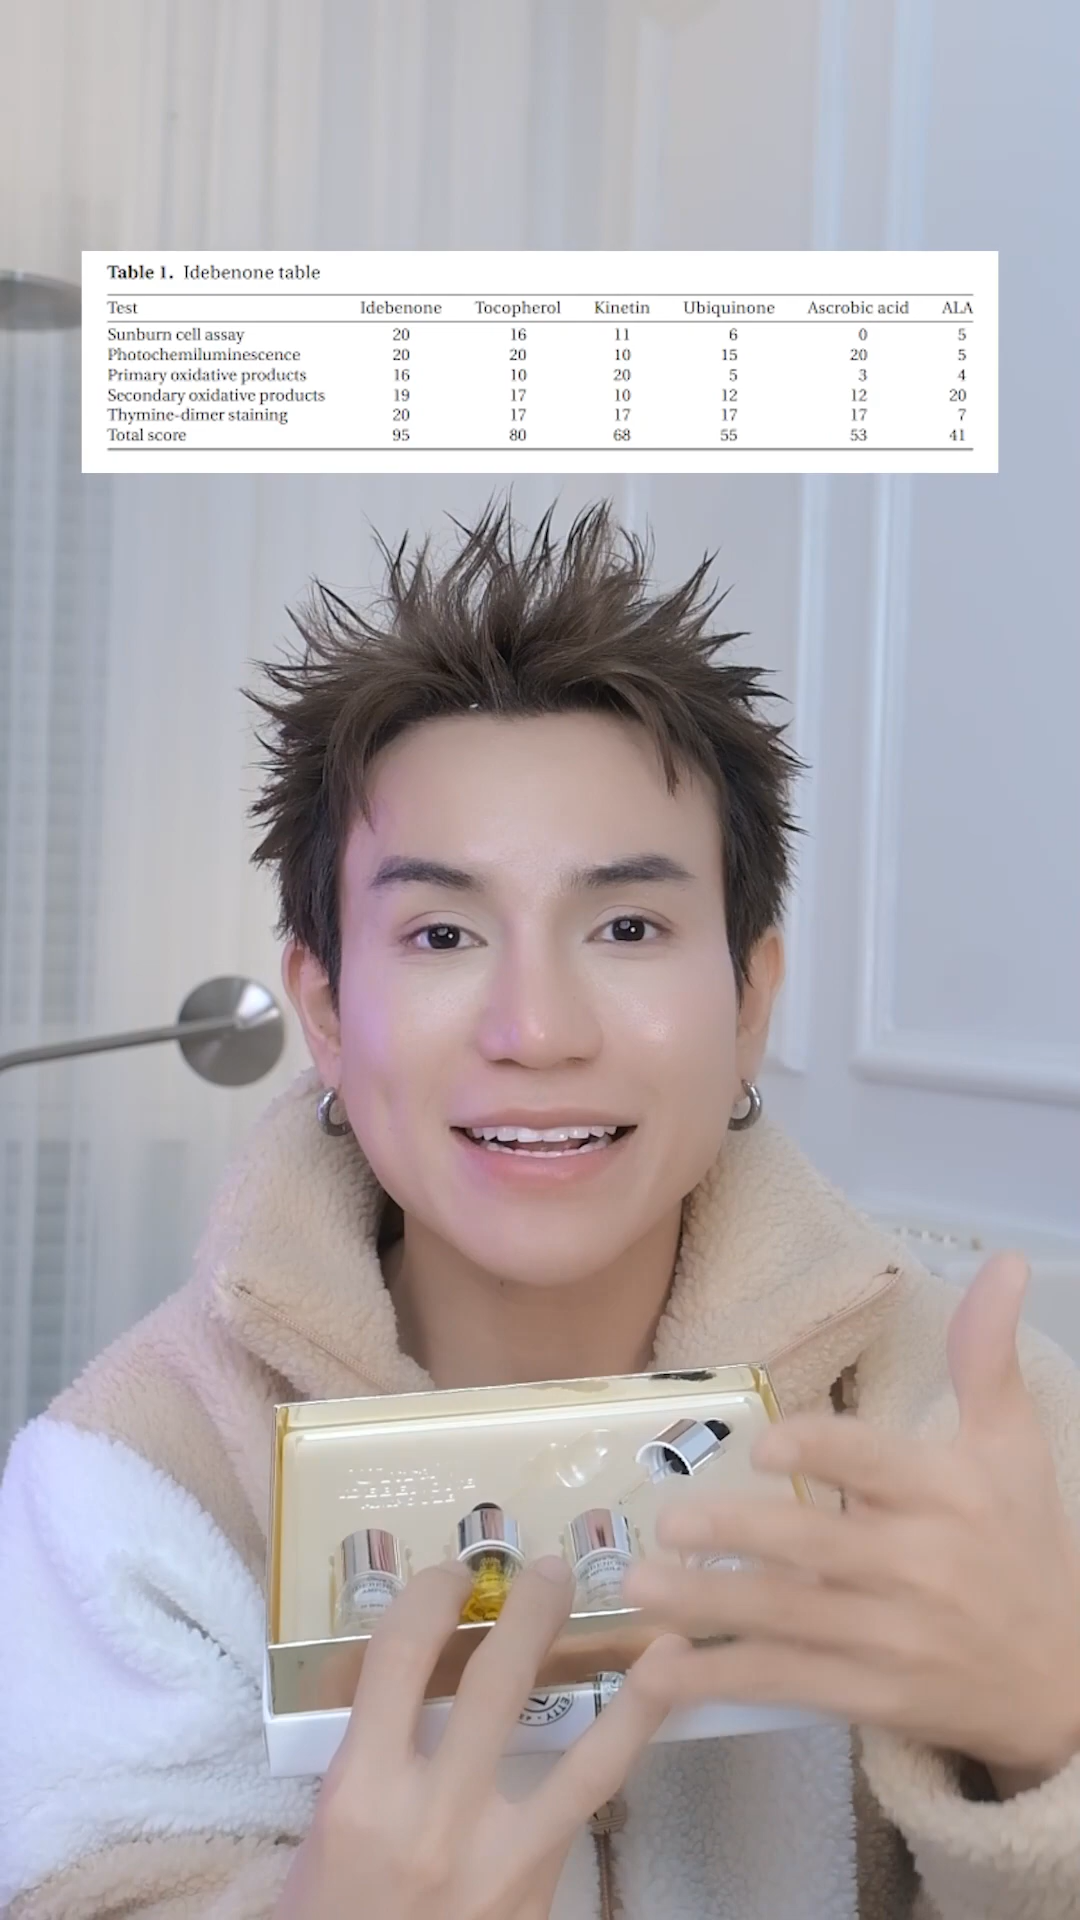 Table 1. Idebenone table
Test Idebenone Tocopherol Kinetin Ubiquinone Ascrobic acid ALA
Sunburn cell assay 20 16 11 6 0 5
Photochemiluminescence 20 20 10 15 20 5
Primary oxidative products 16 10 20 5 3 4
Secondary oxidative products 19 17 10 12 12 20
Thymine-dimer staining 20 17 17 17 17 7
Total score 95 80 68 55 53 41
IDEBENONE
AMPOULE